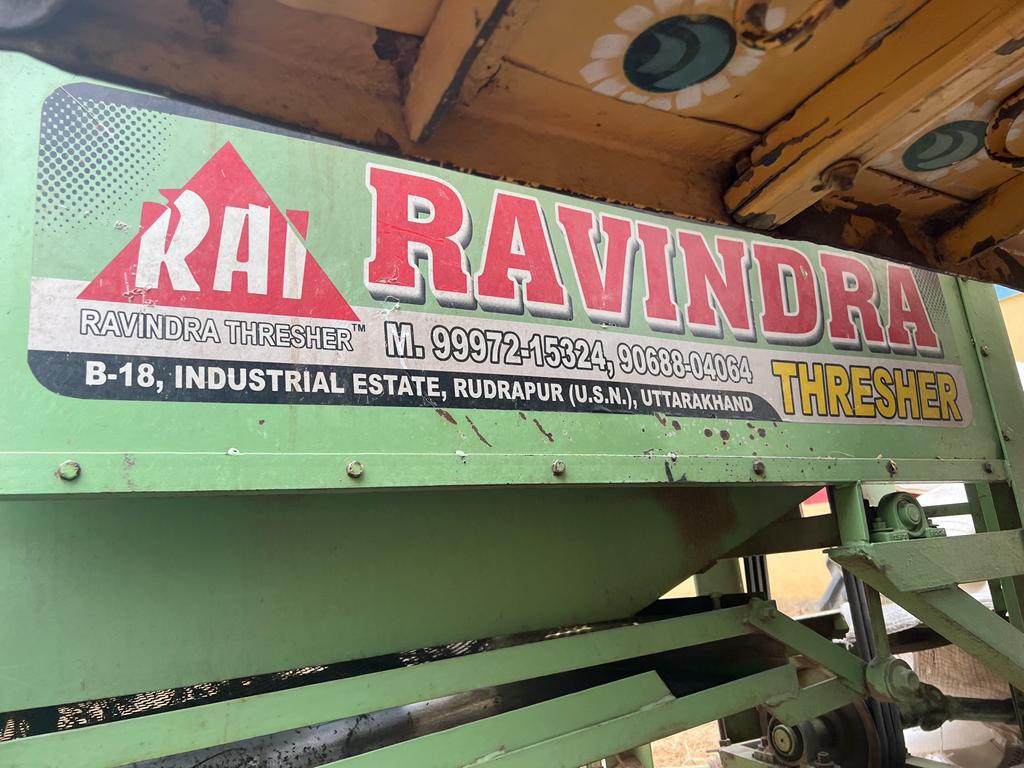 RAI
RAVINDRA THRESHER™
RAVINDRA
M. 99972-15324, 90688-04064
THRESHER
B-18, INDUSTRIAL ESTATE, RUDRAPUR (U.S.N.), UTTARAKHAND